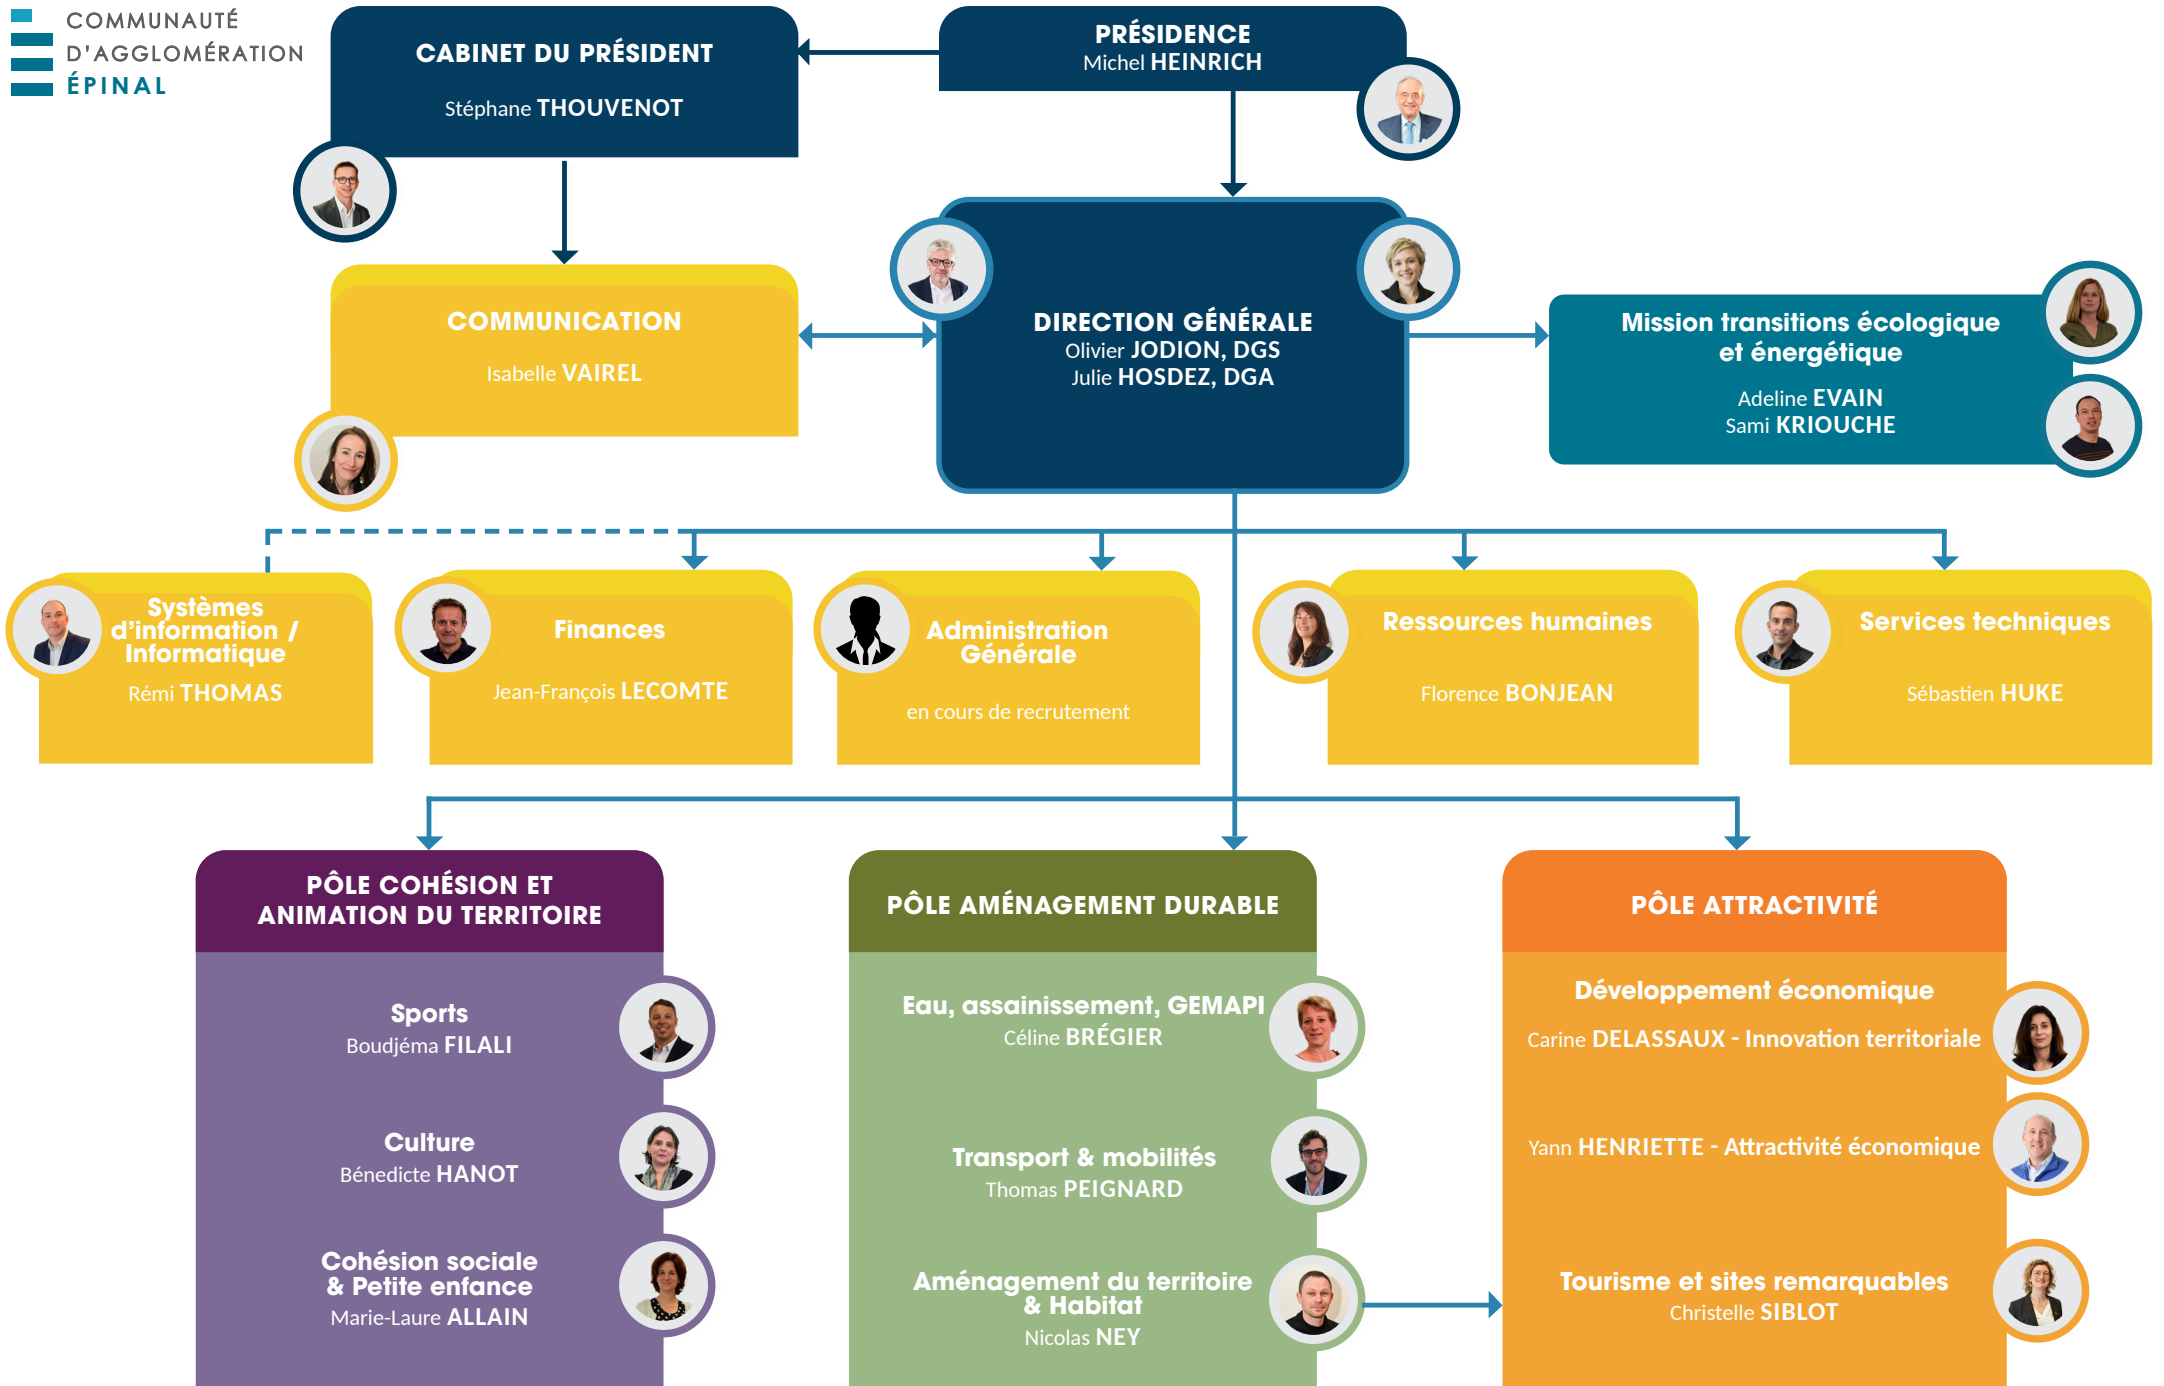 COMMUNAUTÉ
D'AGGLOMÉRATION
ÉPINAL
CABINET DU PRÉSIDENT
Stéphane THOUVENOT
PRÉSIDENCE
Michel HEINRICH
COMMUNICATION
Isabelle VAIREL
DIRECTION GÉNÉRALE
Olivier JODION, DGS
Julie HOSDEZ, DGA
Mission transitions écologique
et énergétique
Adeline EVAIN
Sami KRIOUCHE
Systèmes
d'information /
Informatique
Rémi THOMAS
Finances
Jean-François LECOMTE
Administration
Générale
en cours de recrutement
Ressources humaines
Florence BONJEAN
Services techniques
Sébastien HUKE
PÔLE COHÉSION ET
ANIMATION DU TERRITOIRE
Sports
Boudjéma FILALI
Culture
Bénedicte HANOT
Cohésion sociale
& Petite enfance
Marie-Laure ALLAIN
PÔLE AMÉNAGEMENT DURABLE
Eau, assainissement, GEMAPI
Céline BRÉGIER
Transport & mobilités
Thomas PEIGNARD
Aménagement du territoire
& Habitat
Nicolas NEY
PÔLE ATTRACTIVITÉ
Développement économique
Carine DELASSAUX - Innovation territoriale
Yann HENRIETTE - Attractivité économique
Tourisme et sites remarquables
Christelle SIBLOT